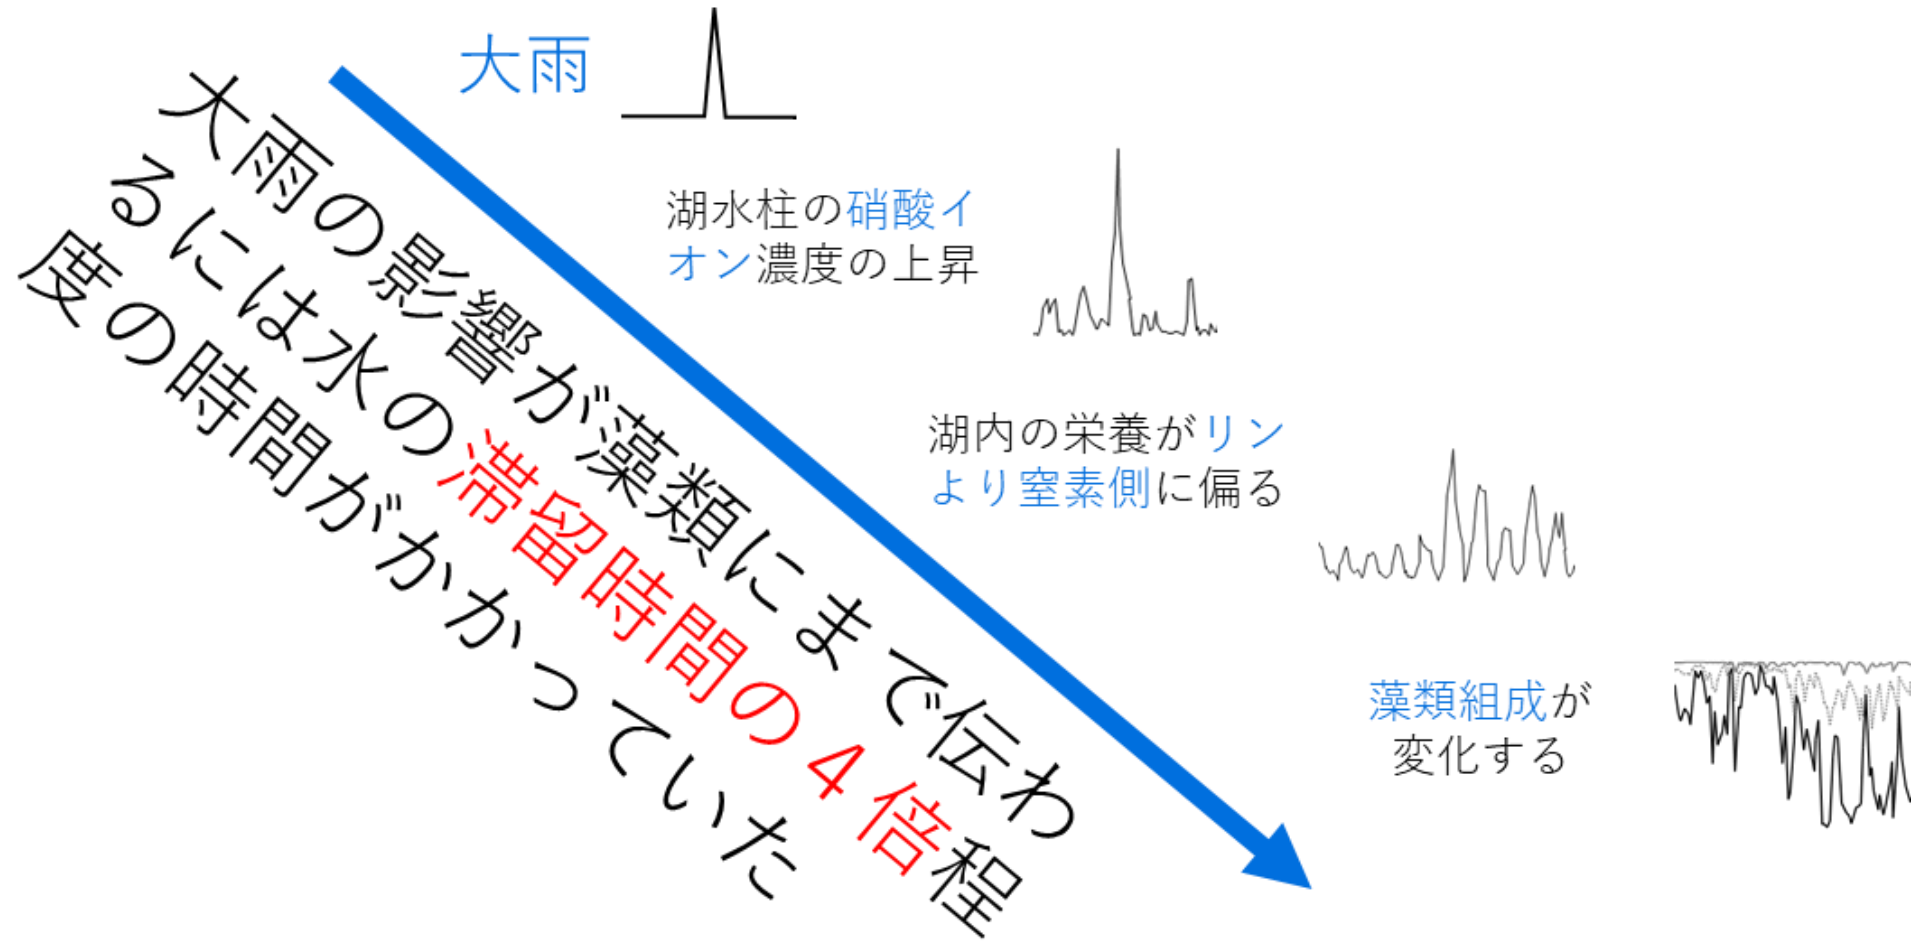 大雨
大雨の影響が藻類にまで伝わ
るには水の滞留時間の４倍程
度の時間がかかっていた
湖水柱の硝酸イ
オン濃度の上昇
湖内の栄養がリン
より窒素側に偏る
藻類組成が
変化する